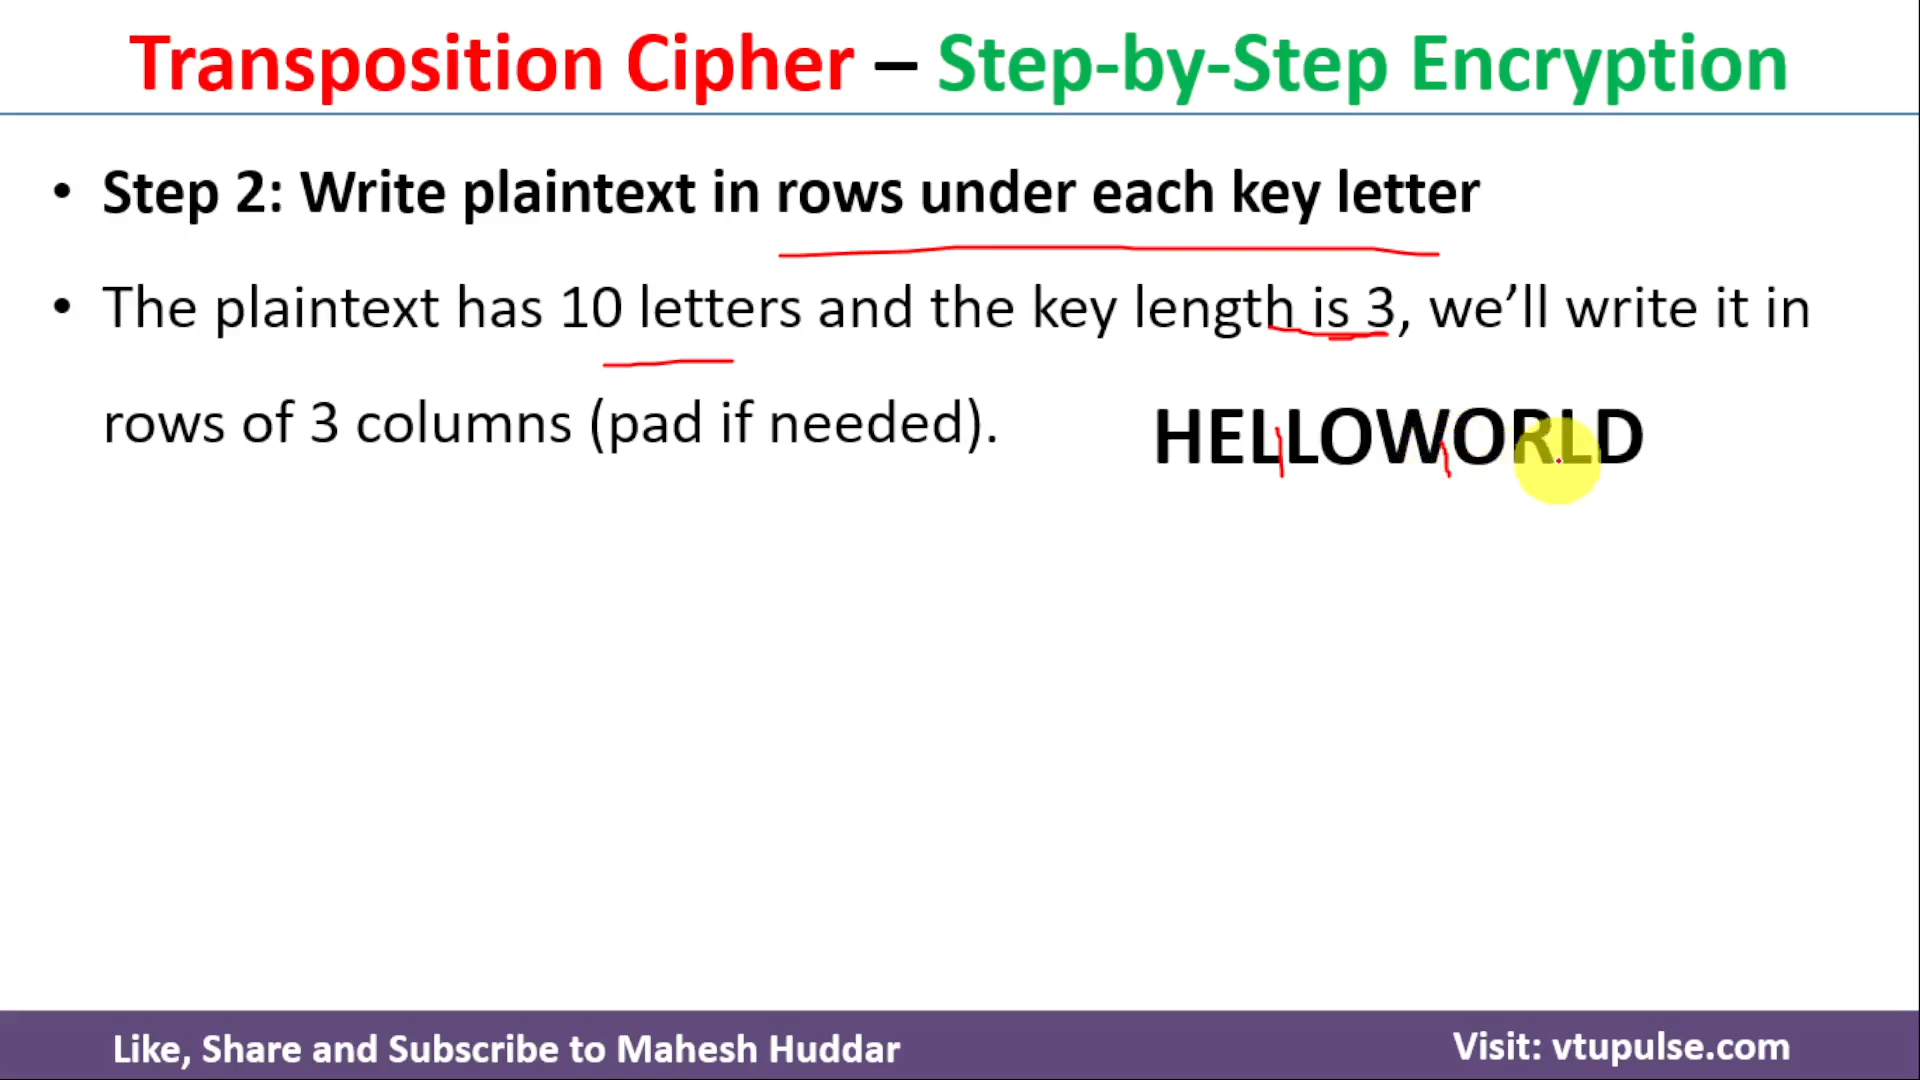 Transposition Cipher – Step-by-Step Encryption
• Step 2: Write plaintext in rows under each key letter
• The plaintext has 10 letters and the key length is 3, we’ll write it in
rows of 3 columns (pad if needed).
HELLOWORLD
Like, Share and Subscribe to Mahesh Huddar
Visit: vtupulse.com